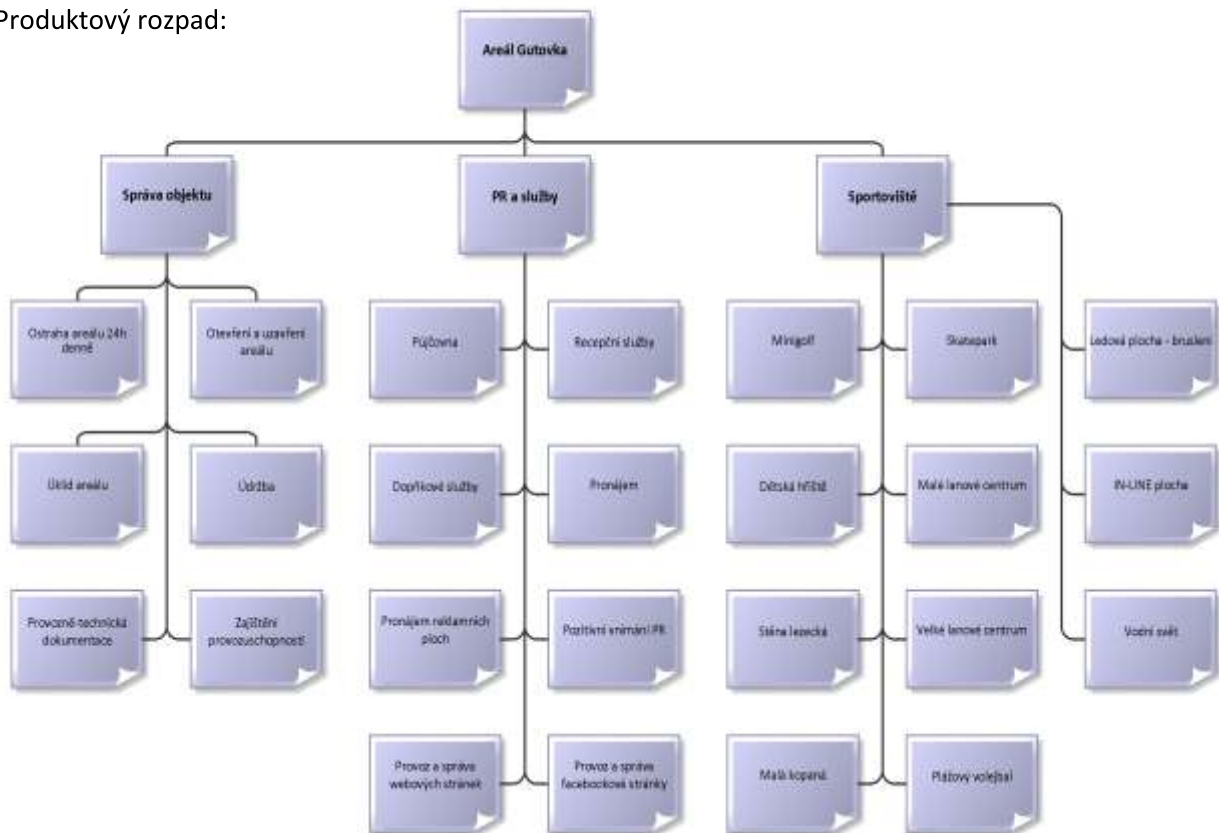 Produktový rozpad:
Areál Gutovka
Správa objektu
PR a služby
Sportoviště
Ostraha areálu 24h
denně
Otevření a uzavření
areálu
Půjčovna
Recepční služby
Minigolf
Skatepark
Ledová plocha - bruslení
Úklid areálu
Údržba
Doplňkové služby
Pronájem
Dětská hřiště
Malé lanové centrum
IN-LINE plocha
Provozně-technická
dokumentace
Zajištění
provozuschopnosti
Pronájem reklamních
ploch
Pozitivní vnímání PR
Stěna lezecká
Velké lanové centrum
Vodní svět
Provoz a správa
webových stránek
Provoz a správa
facebookové stránky
Malá kopaná
Plážový volejbal